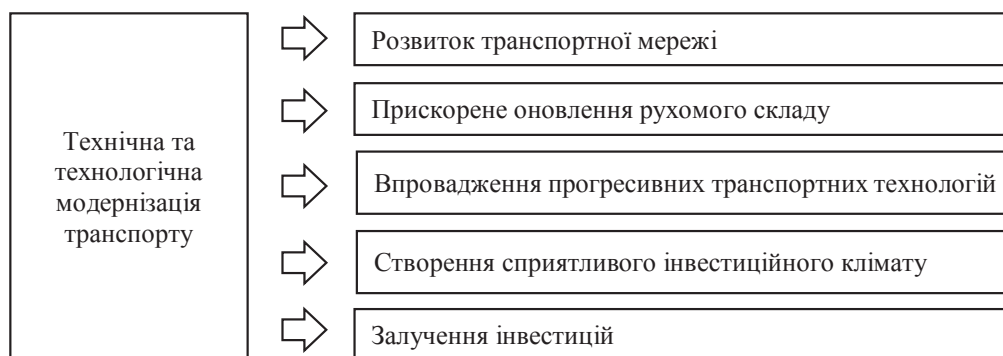 Технічна та
технологічна
модернізація
транспорту
Розвиток транспортної мережі
Прискорене оновлення рухомого складу
Впровадження прогресивних транспортних технологій
Створення сприятливого інвестиційного клімату
Залучення інвестицій